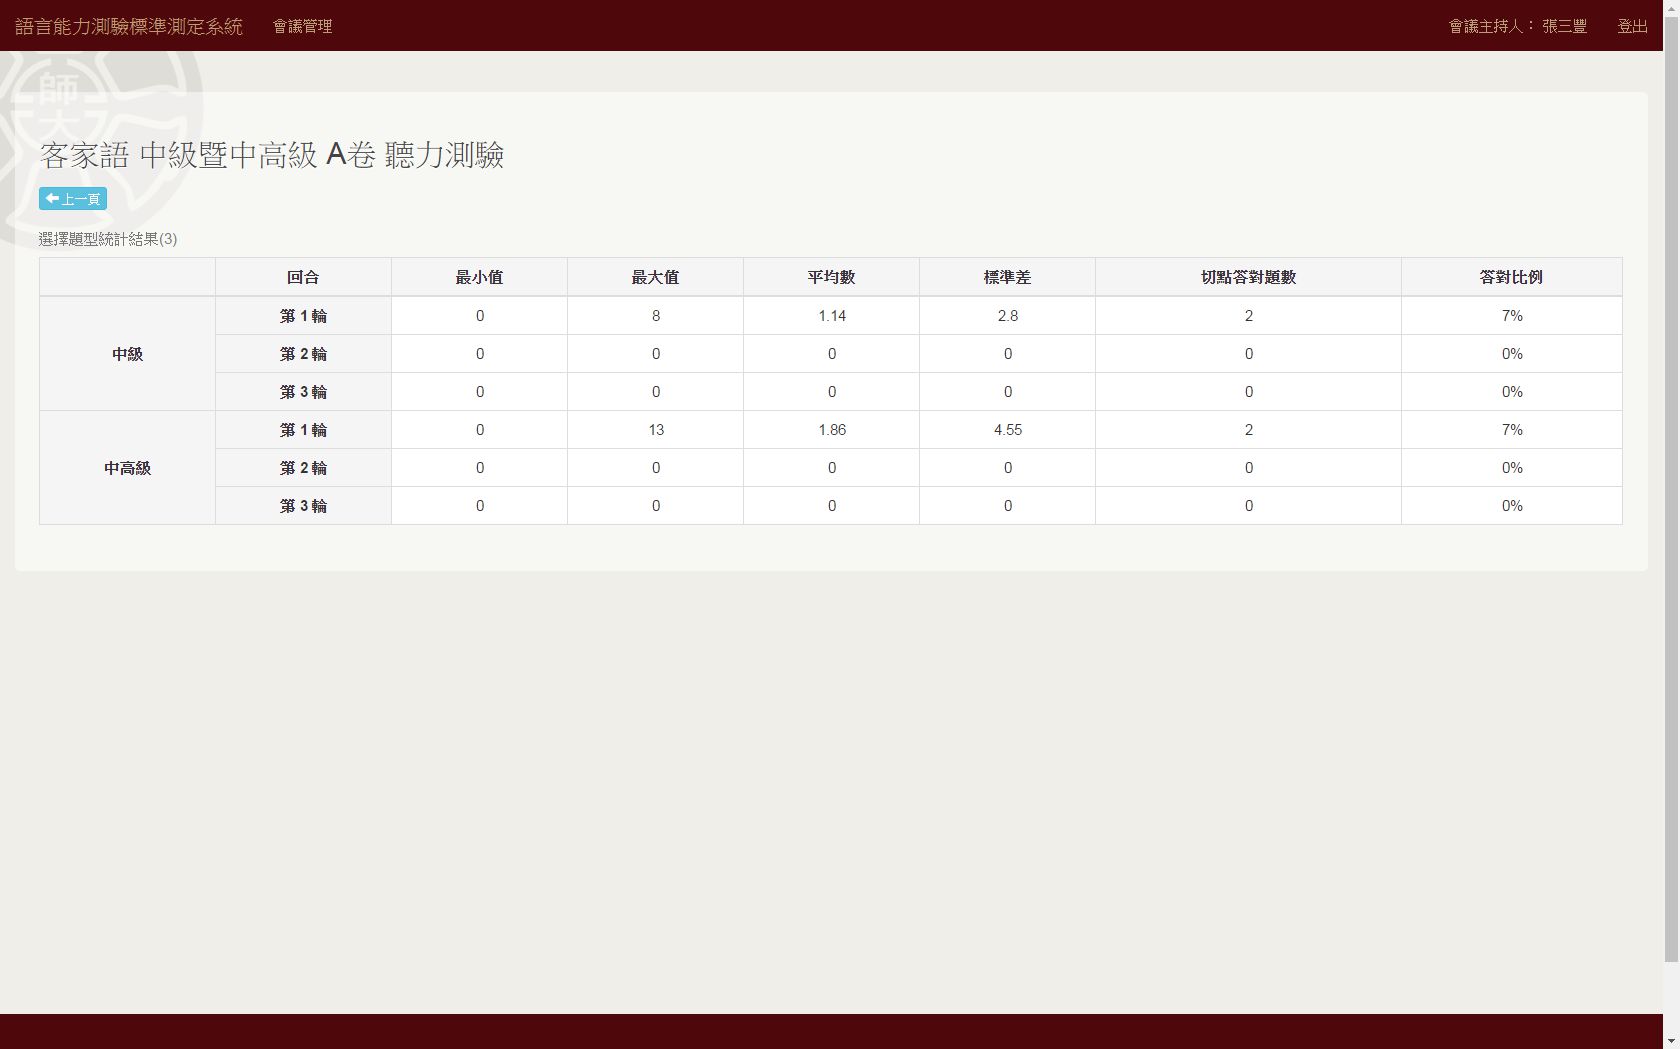 語言能力測驗標準測定系統 會議管理 會議主持人： 張三豐 登出
師大
客家語 中級暨中高級 A卷 聽力測驗
上一頁
選擇題型統計結果(3)
回合 最小值 最大值 平均數 標準差 切點答對題數 答對比例
中級
第 1 輪 0 8 1.14 2.8 2 7%
第 2 輪 0 0 0 0 0 0%
第 3 輪 0 0 0 0 0 0%
中高級
第 1 輪 0 13 1.86 4.55 2 7%
第 2 輪 0 0 0 0 0 0%
第 3 輪 0 0 0 0 0 0%